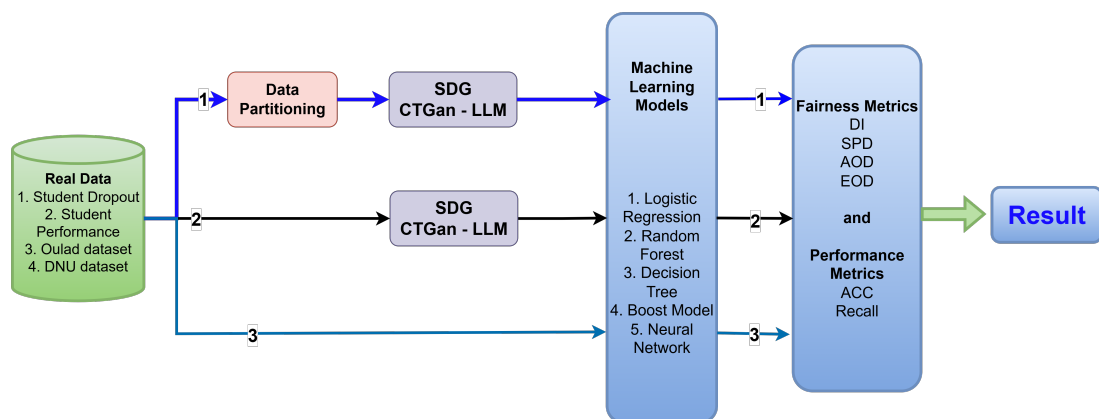 Real Data
1. Student Dropout
2. Student
Performance
3. Oulad dataset
4. DNU dataset
1
Data
Partitioning
SDG
CTGan - LLM
2
SDG
CTGan - LLM
3
Machine
Learning
Models
1. Logistic
Regression
2. Random
Forest
3. Decision
Tree
4. Boost Model
5. Neural
Network
1
2
3
Fairness Metrics
DI
SPD
AOD
EOD
and
Performance
Metrics
ACC
Recall
Result